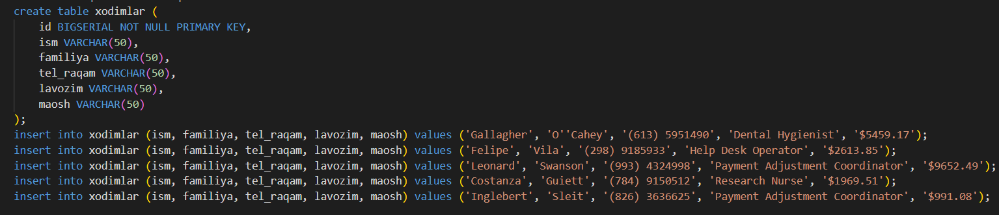 create table xodimlar (
    id BIGSERIAL NOT NULL PRIMARY KEY,
    ism VARCHAR(50),
    familiya VARCHAR(50),
    tel_raqam VARCHAR(50),
    lavozim VARCHAR(50),
    maosh VARCHAR(50)
);
insert into xodimlar (ism, familiya, tel_raqam, lavozim, maosh) values ('Gallagher', 'O''Cahey', '(613) 5951490', 'Dental Hygienist', '$5459.17');
insert into xodimlar (ism, familiya, tel_raqam, lavozim, maosh) values ('Felipe', 'Vila', '(298) 9185933', 'Help Desk Operator', '$2613.85');
insert into xodimlar (ism, familiya, tel_raqam, lavozim, maosh) values ('Leonard', 'Swanson', '(993) 4324998', 'Payment Adjustment Coordinator', '$9652.49');
insert into xodimlar (ism, familiya, tel_raqam, lavozim, maosh) values ('Costanza', 'Guiett', '(784) 9150512', 'Research Nurse', '$1969.51');
insert into xodimlar (ism, familiya, tel_raqam, lavozim, maosh) values ('Inglebert', 'Sleit', '(826) 3636625', 'Payment Adjustment Coordinator', '$991.08');